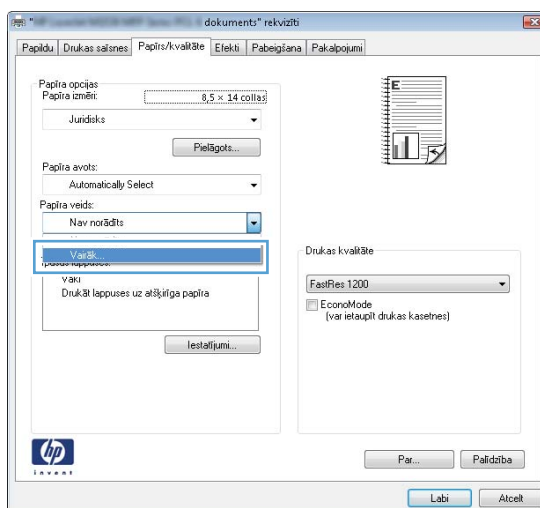 dokuments" rekvizīti
Papildu Drukas saīsnes Papīrs/kvalitāte Efekti Pabeigšana Pakalpojumi
Papīra opcijas
Papīra izmēri: 8,5 × 14 collas
Juridisks
Pielāgots...
Papīra avots:
Automatically Select
Papīra veids:
Nav norādīts
Vairāk...
Vāki
Drukāt lappuses uz atšķirīga papīra
Iestatījumi...
E
Drukas kvalitāte
FastRes 1200
EconoMode
(var ietaupīt drukas kasetnes)
hp
invent
Par... Palīdzība
Labi Atcelt